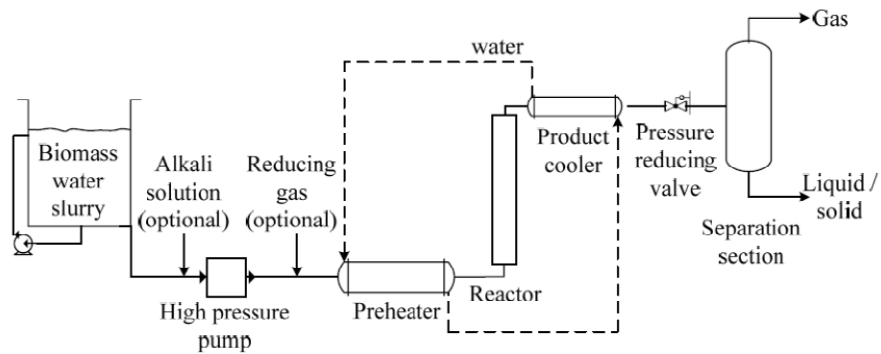 Gas
water
Product
cooler
Pressure
reducing
valve
Biomass
water
slurry
Alkali
solution
(optional)
Reducing
gas
(optional)
Liquid /
solid
Separation
section
Preheater
Reactor
High pressure
pump